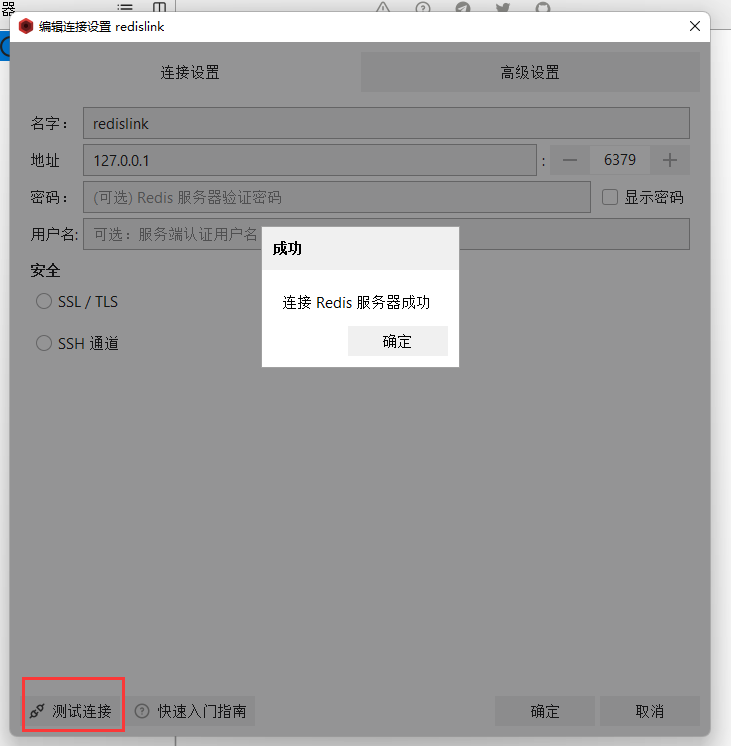 器
编辑连接设置 redislink
连接设置
高级设置
名字：
redislink
地址
127.0.0.1
:
6379
密码：
(可选) Redis 服务器验证密码
显示密码
用户名:
可选：服务端认证用户名
安全
SSL / TLS
SSH 通道
成功
连接 Redis 服务器成功
确定
测试连接
快速入门指南
确定
取消